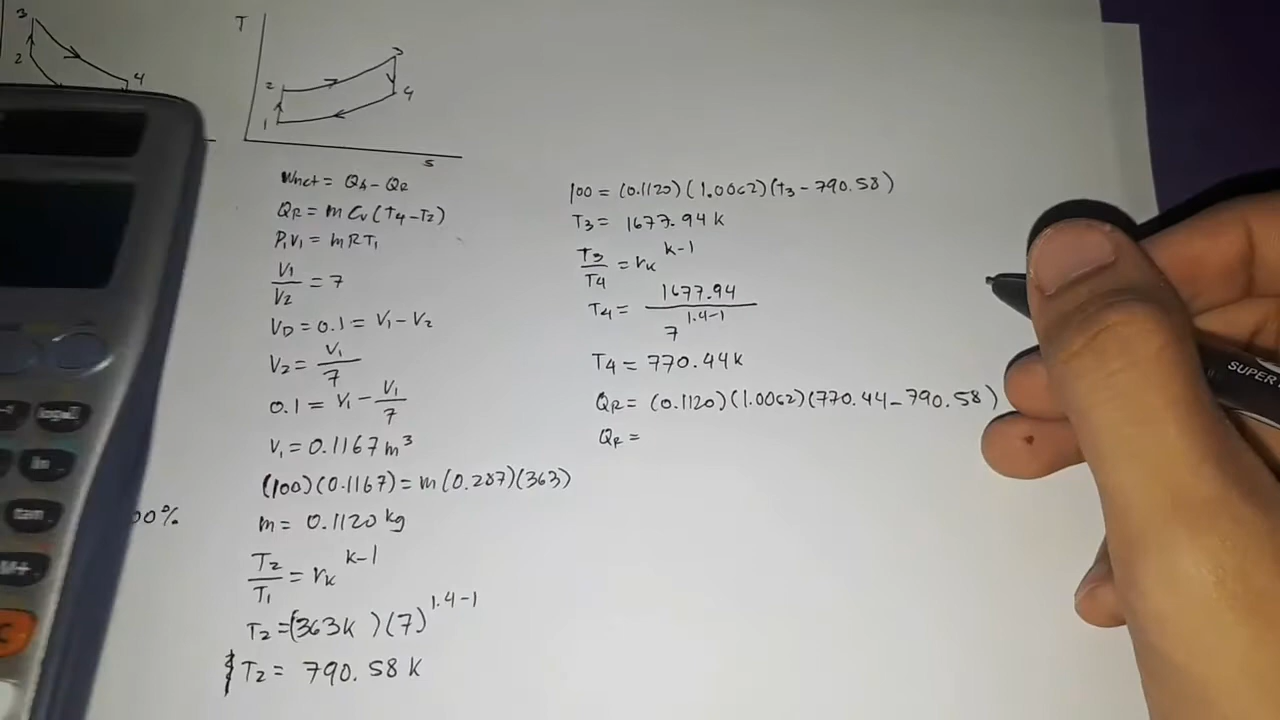 3
2
4
T
2
3
4
1
s
Wnet = QA - QR
QR = m Cv (T4 - T2)
P1V1 = mRT1
V1/V2 = 7
VD = 0.1 = V1 - V2
V2 = V1/7
0.1 = V1 - V1/7
V1 = 0.1167 m³
(100)(0.1167) = m(0.287)(363)
00%
m = 0.1120 kg
T2/T1 = rk^k-1
T2 = (363K )(7)^1.4-1
T2 = 790.58 K
100 = (0.1120)(1.0062)(T3 - 790.58)
T3 = 1677.94 K
T3/T4 = rk^k-1
T4 = 1677.94/7^1.4-1
T4 = 770.44 K
QR = (0.1120)(1.0062)(770.44 - 790.58)
QR =
log
ln
tan
M+
C
SUPER